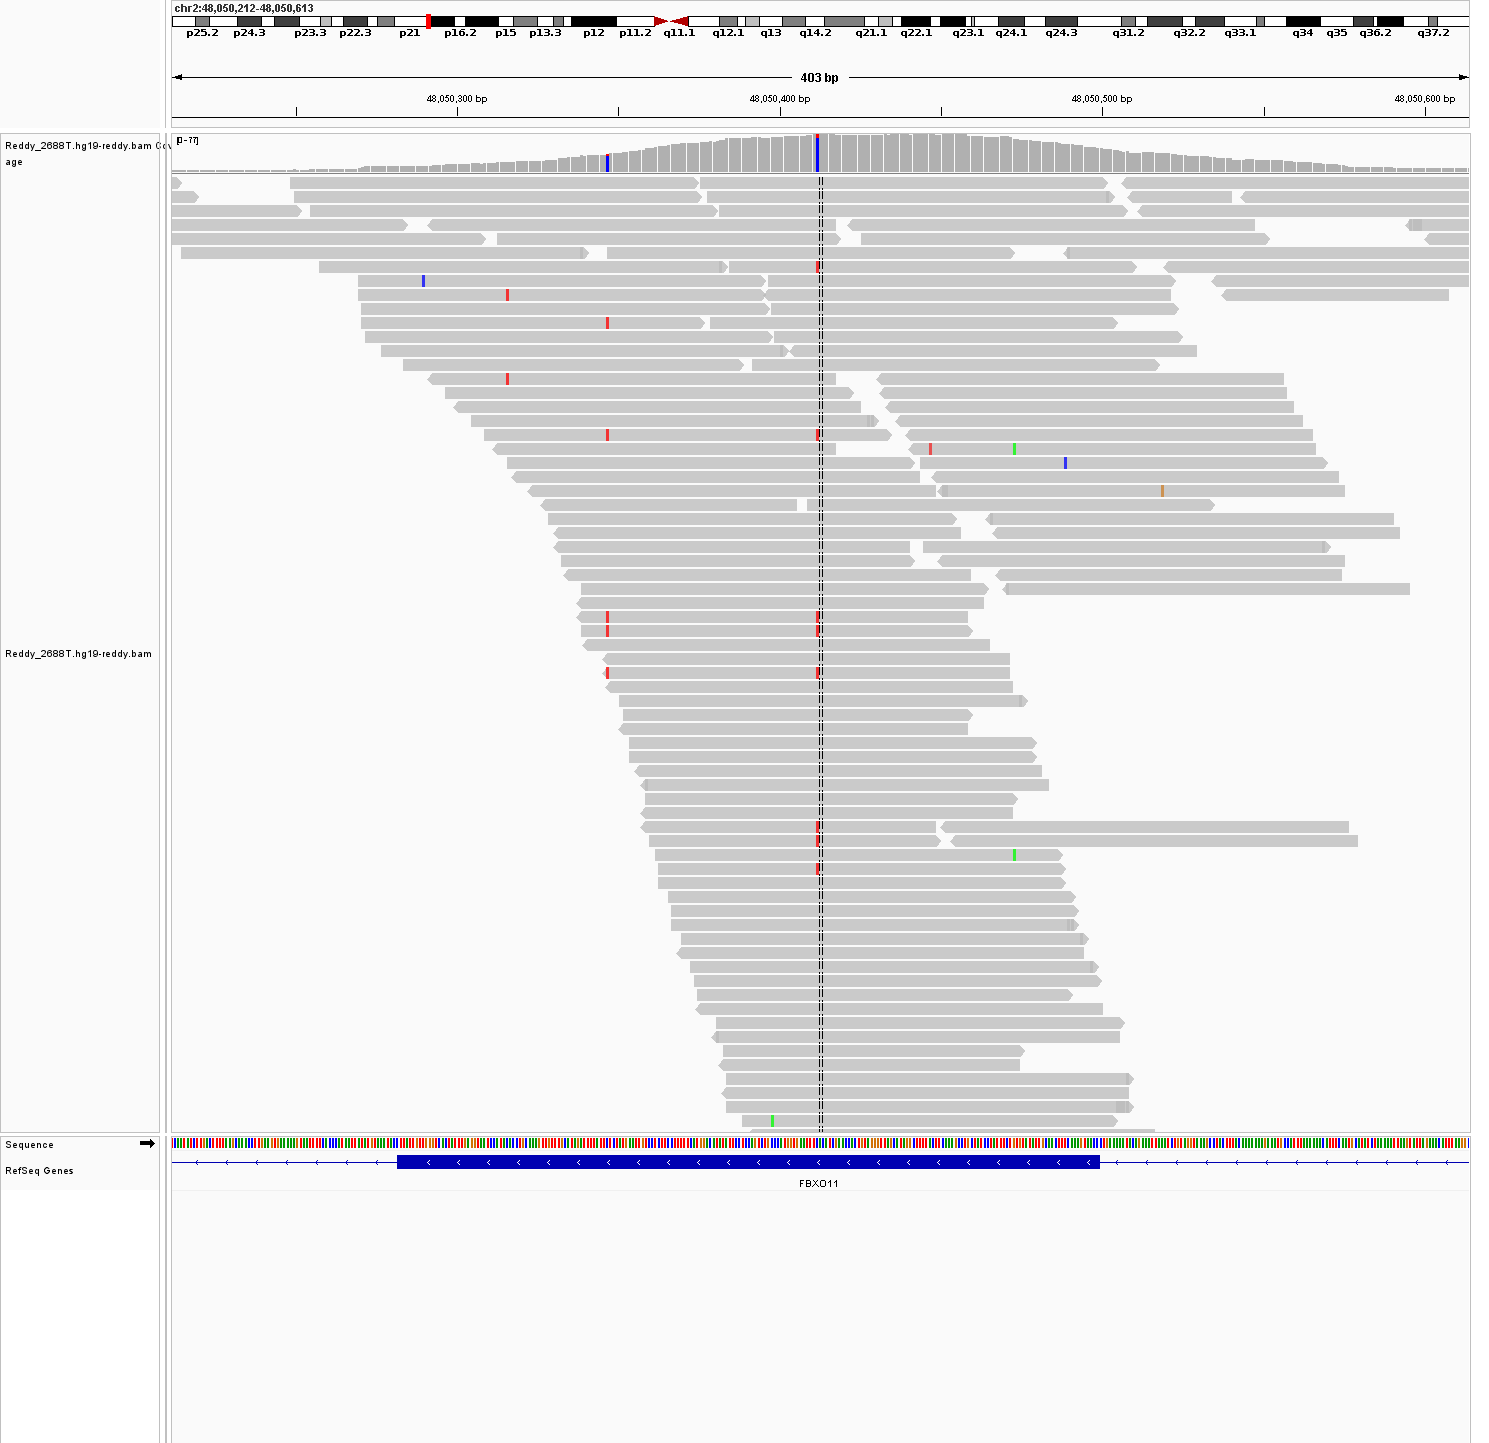 chr2:48,050,212-48,050,613
p25.2 p24.3 p23.3 p22.3 p21 p16.2 p15 p13.3 p12 p11.2 q11.1 q12.1 q13 q14.2 q21.1 q22.1 q23.1 q24.1 q24.3 q31.2 q32.2 q33.1 q34 q35 q36.2 q37.2
403 bp
48,050,300 bp 48,050,400 bp 48,050,500 bp 48,050,600 bp
[0-77]
Reddy_2688T.hg19-reddy.bam Cov
age
Reddy_2688T.hg19-reddy.bam
Sequence
RefSeq Genes
FBXO11